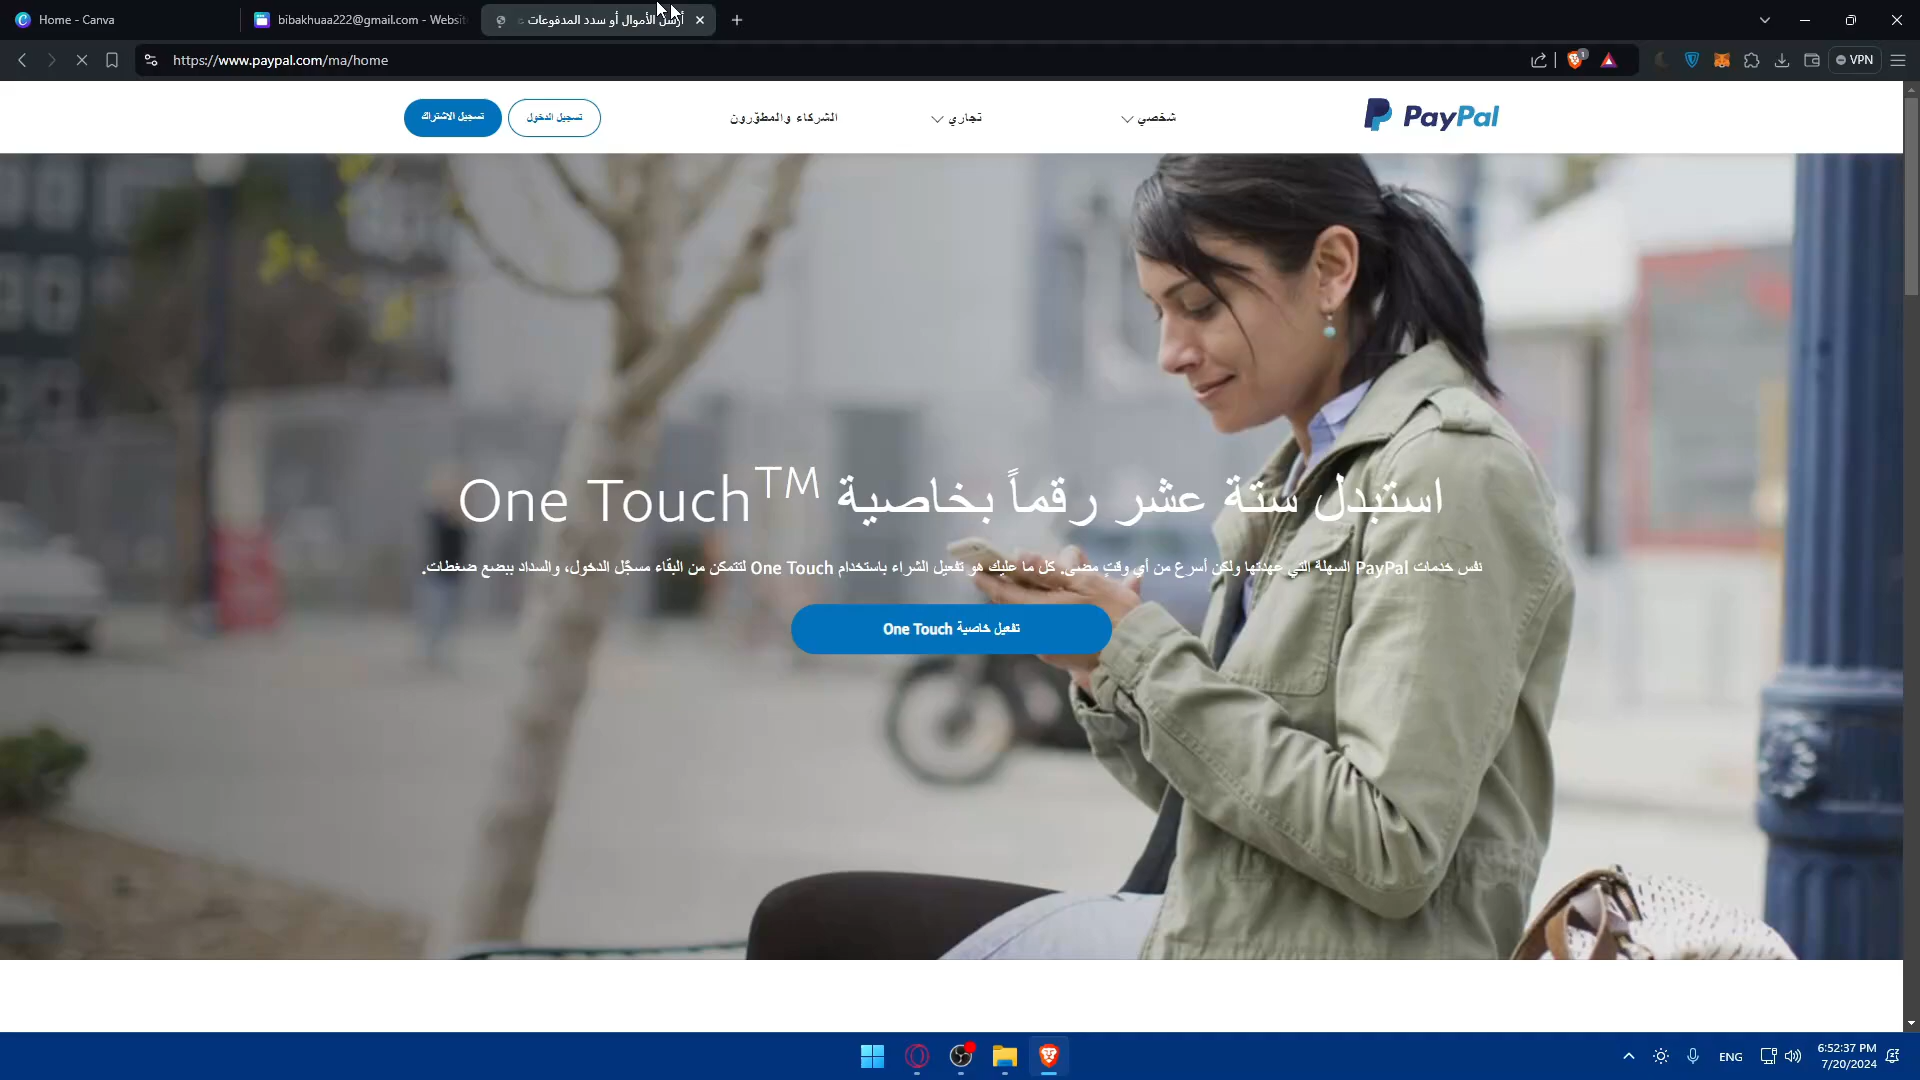 Home - Canva
bibakhuaa222@gmail.com - Websit
أرسل الأموال أو سدد المدفوعات
https://www.paypal.com/ma/home
1
VPN
PayPal
شخصي
تجاري
الشركاء والمطوّرون
تسجيل الدخول
تسجيل الاشتراك
استبدل ستة عشر رقماً بخاصية One Touch™
نفس خدمات PayPal السهلة التي عهدتها ولكن أسرع من أي وقتٍ مضى. كل ما عليك هو تفعيل الشراء باستخدام One Touch لتتمكن من البقاء مسجَّل الدخول، والسداد ببضع ضغطات.
تفعيل خاصية One Touch
ENG
6:52:37 PM
7/20/2024